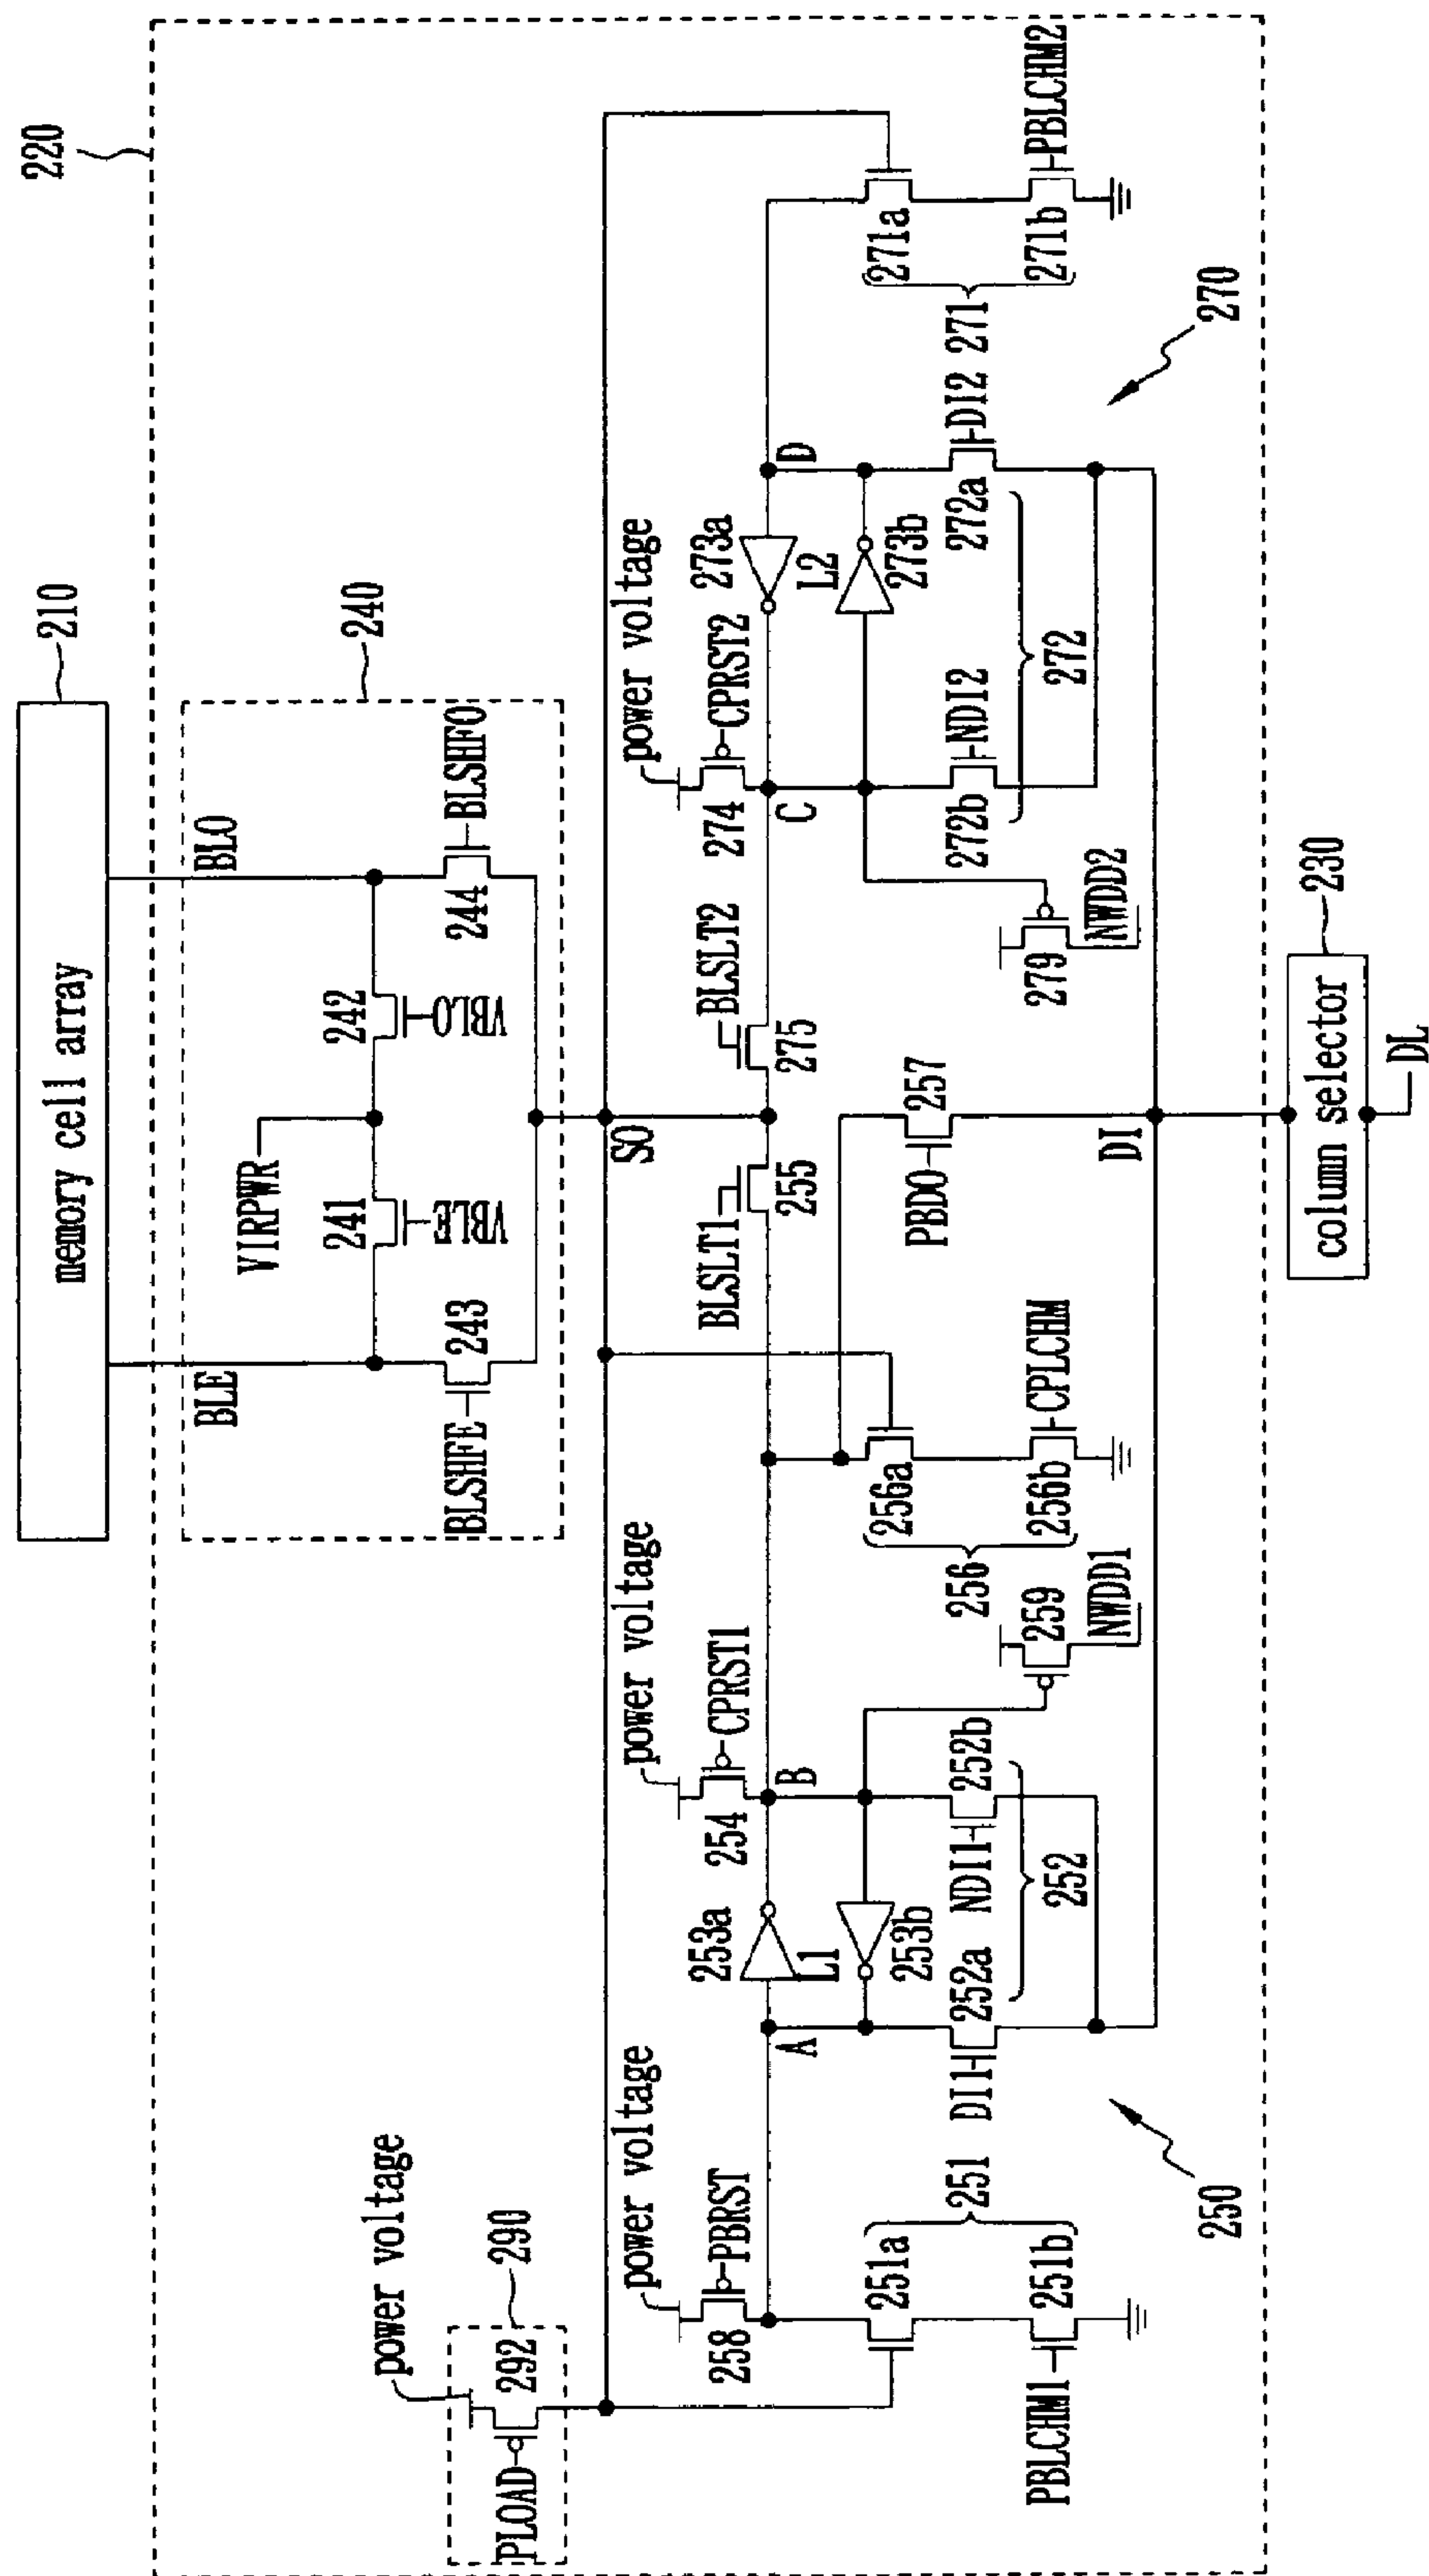 210
memory cell array
220
240
BLE
BLO
VIRPWR
241
242
VBLE
VBLO
BLSHFE
243
244
BLSHFO
power voltage
290
292
PLOAD
SO
power voltage
258
PBRST
power voltage
254
CPRST1
BLSLT1
255
BLSLT2
275
power voltage
274
CPRST2
A
253a
B
C
273a
D
L1
253b
L2
273b
251a
251
251b
PBLCHM1
DI1
252a
NDI1
252b
252
259
NWDD1
256a
256
256b
CPLCHM
PBDO
257
279
NWDD2
272b
NDI2
272a
DI2
272
271a
271
271b
PBLCHM2
250
270
DI
230
column selector
DL